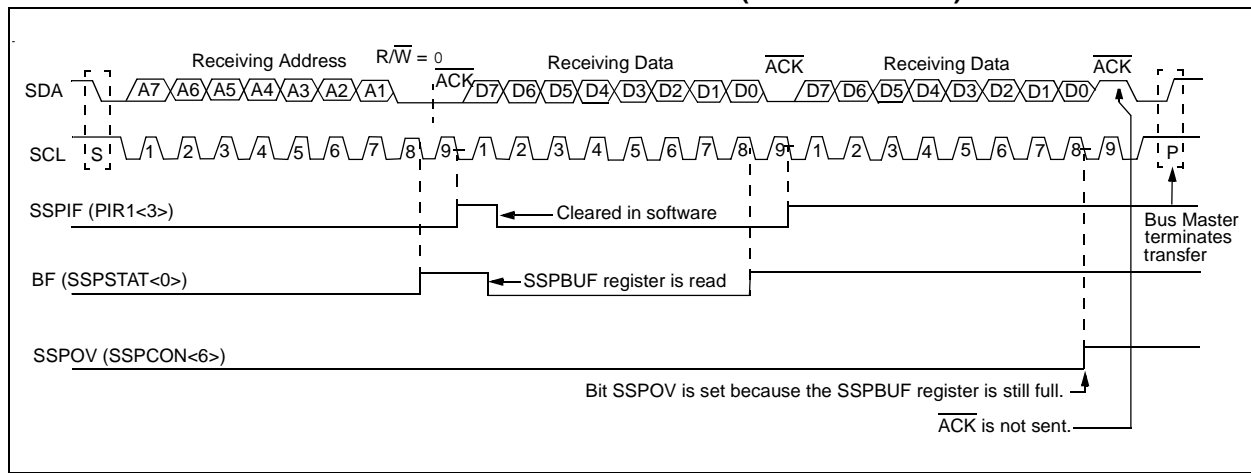 R/W = 0
Receiving Address ACK Receiving Data ACK Receiving Data ACK
SDA A7 A6 A5 A4 A3 A2 A1 D7 D6 D5 D4 D3 D2 D1 D0 D7 D6 D5 D4 D3 D2 D1 D0
SCL S 1 2 3 4 5 6 7 8 9 1 2 3 4 5 6 7 8 9 1 2 3 4 5 6 7 8 9 P
SSPIF (PIR1<3>) Cleared in software
Bus Master
terminates
transfer
BF (SSPSTAT<0>) SSPBUF register is read
SSPOV (SSPCON<6>)
Bit SSPOV is set because the SSPBUF register is still full.
ACK is not sent.